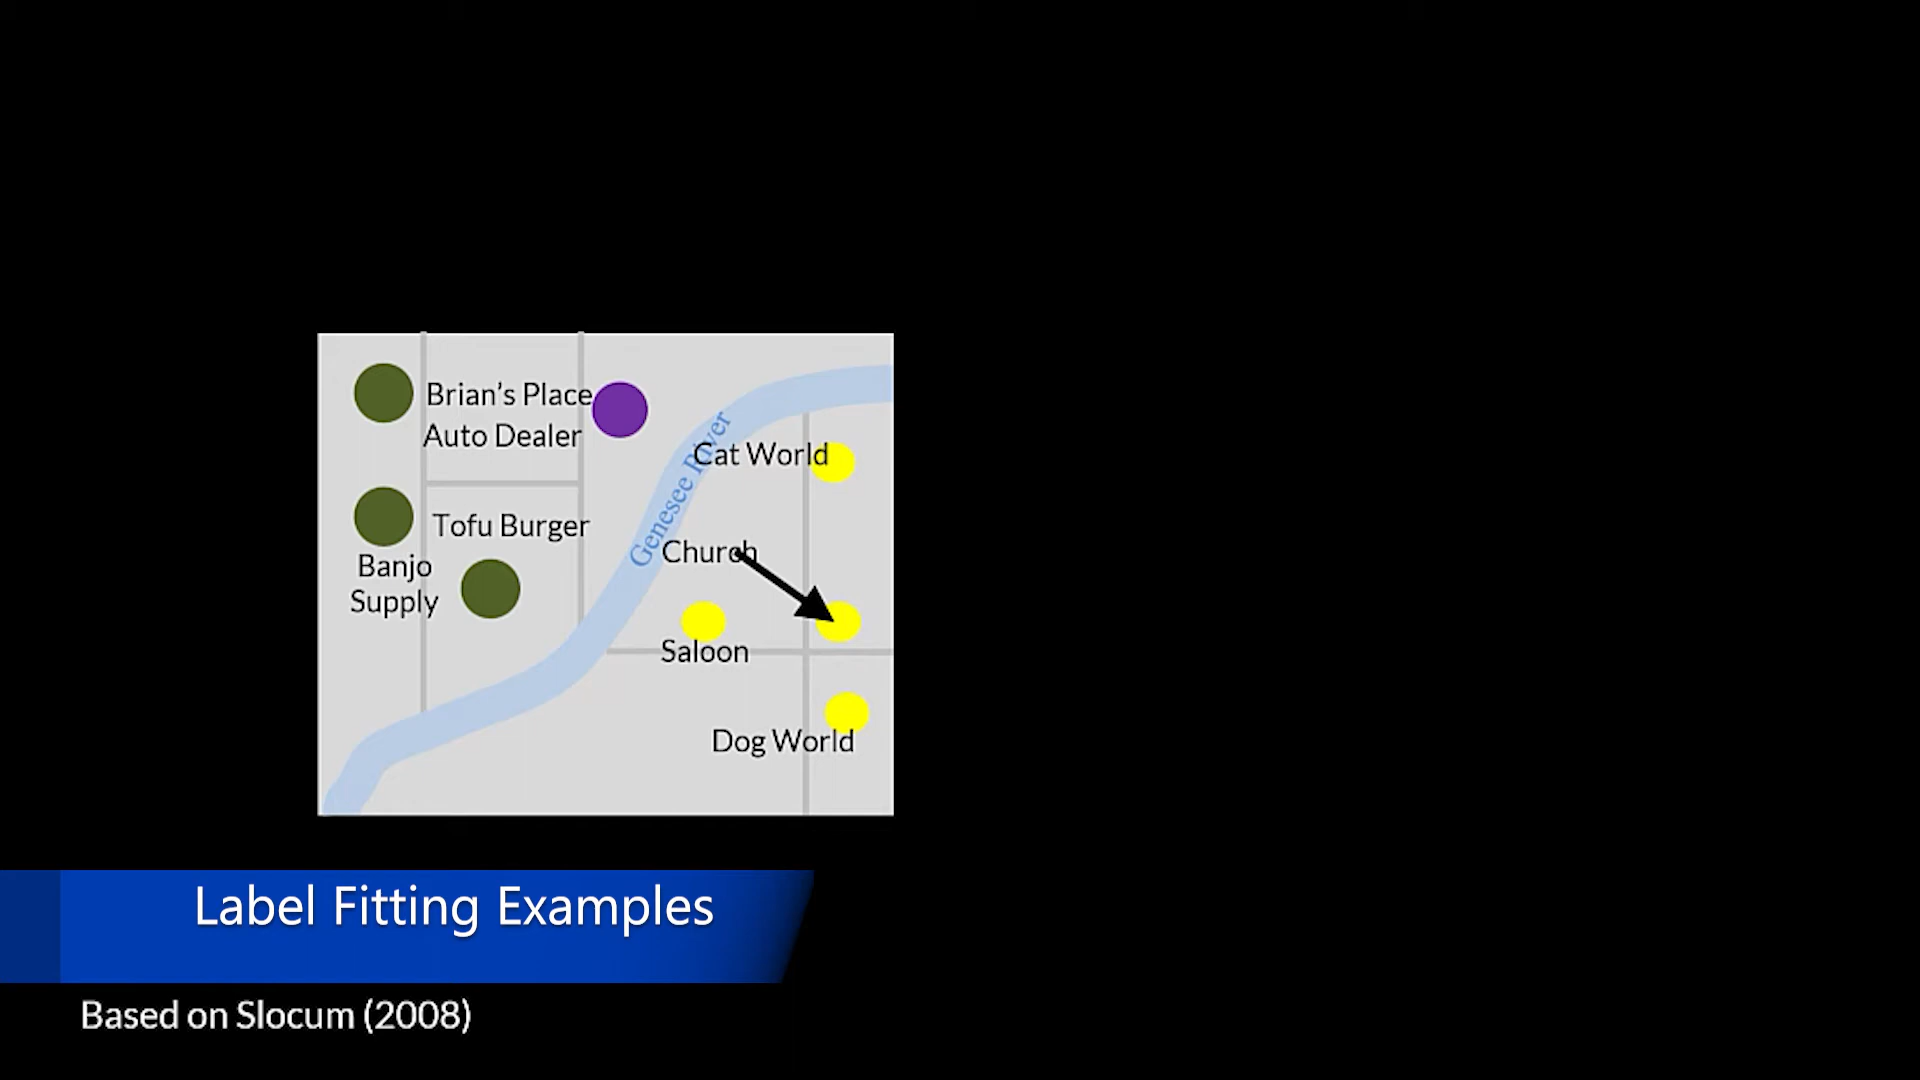 Brian's Place
Auto Dealer
Genesee River
Cat World
Tofu Burger
Church
Banjo
Supply
Saloon
Dog World
Label Fitting Examples
Based on Slocum (2008)